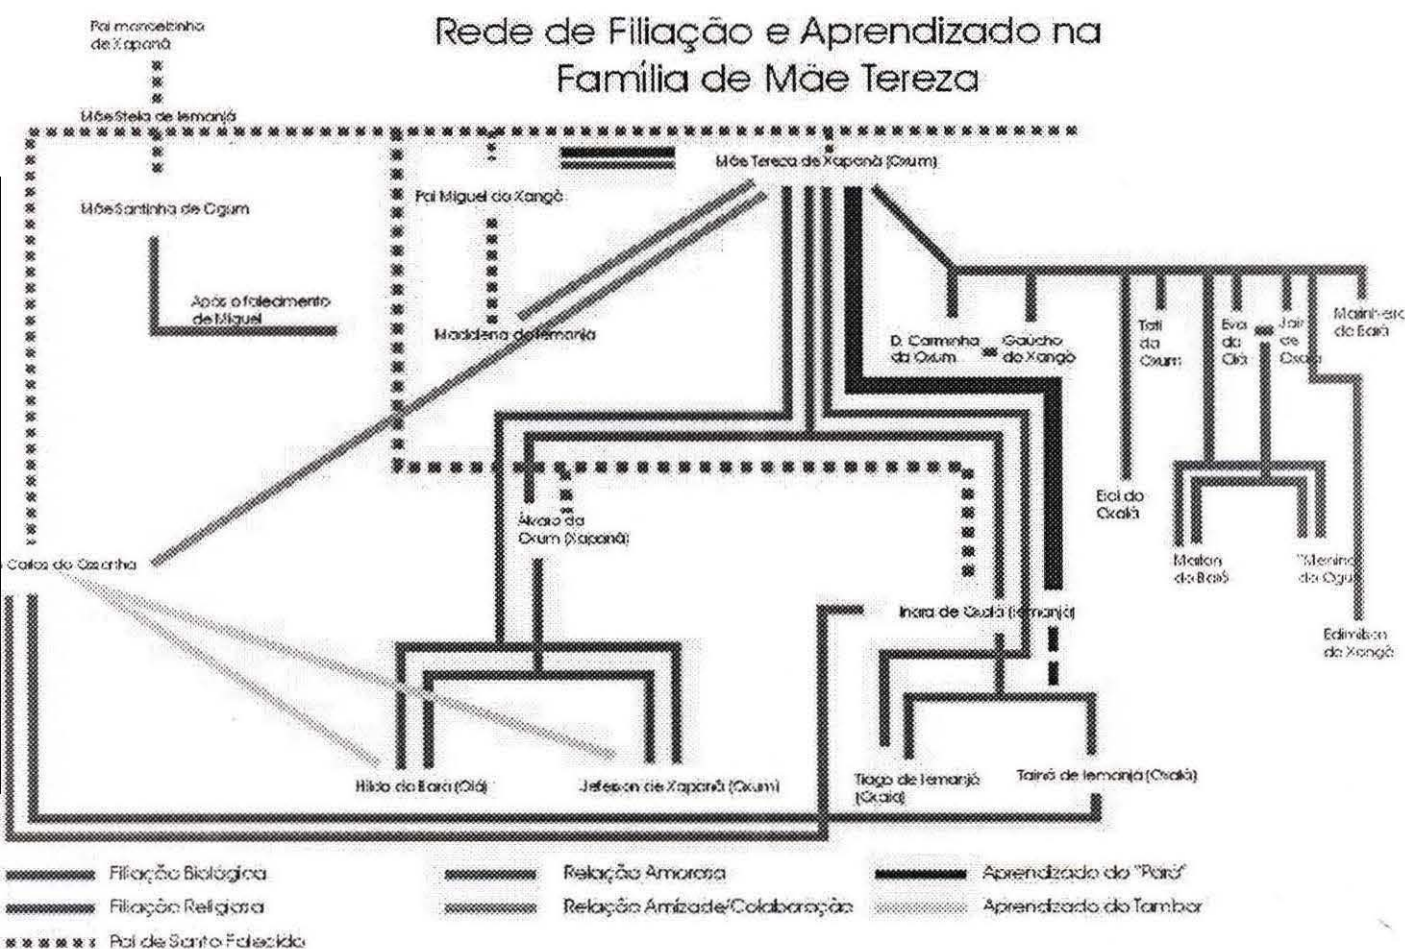 Rede de Filiação e Aprendizado na
Família de Mãe Tereza
Pai marcelzinho
de Xapanã
Mãe Stela de Iemanjá
Mãe Tereza de Xapanã (Oxum)
Pai Miguel do Xangô
Mãe Santinha de Ogum
Após o falecimento
de Miguel
Maddena de Iemanjá
D. Carminha
da Oxum
Gaúcho
do Xangô
Tati
da
Oxum
Eva
da
Oiá
Jair
de
Oxalá
Marinheiro
do Bará
Eloi do
Oxalá
Álvaro da
Oxum (Xapanã)
Carlos do Ossanha
Marlon
do Bará
"Menino
do Ogu
Inara de Oxalá (Iemanjá)
Edimilson
do Xangô
Hilda do Bará (Oiá)
Jeferson de Xapanã (Oxum)
Tiago de Iemanjá
(Oxalá)
Tainá de Iemanjá (Oxalá)
Filiação Biológica
Relação Amorosa
Aprendizado do "Pará"
Filiação Religiosa
Relação Amizade/Colaboração
Aprendizado do Tambor
Pai de Santo Falecido